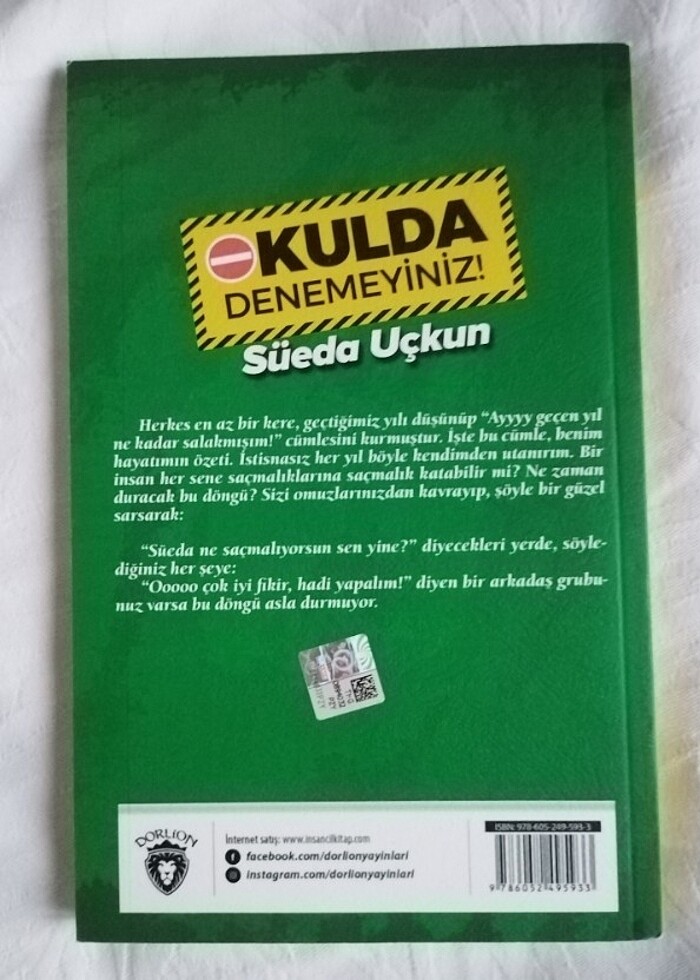 OKULDA
DENEMEYİNİZ!
Süeda Uçkun
Herkes en az bir kere, geçtiğimiz yılı düşünüp “Ayyyy geçen yıl
ne kadar salakmışım!” cümlesini kurmuştur. İşte bu cümle, benim
hayatımın özeti. İstisnasız her yıl böyle kendimden utanırım. Bir
insan her sene saçmalıklarına saçmalık katabilir mi? Ne zaman
duracak bu döngü? Sizi omuzlarınızdan kavrayıp, şöyle bir güzel
sarsarak:
“Süeda ne saçmalıyorsun sen yine?” diyecekleri yerde, söyle-
diğiniz her şeye:
“Ooooo çok iyi fikir, hadi yapalım!” diyen bir arkadaş grubu-
nuz varsa bu döngü asla durmuyor.
DORLION
İnternet satış: www.insancilkitap.com
facebook.com/dorlionyayinlari
instagram.com/dorlionyayinlari
ISBN: 978-605-249-593-3
9 786052 495933